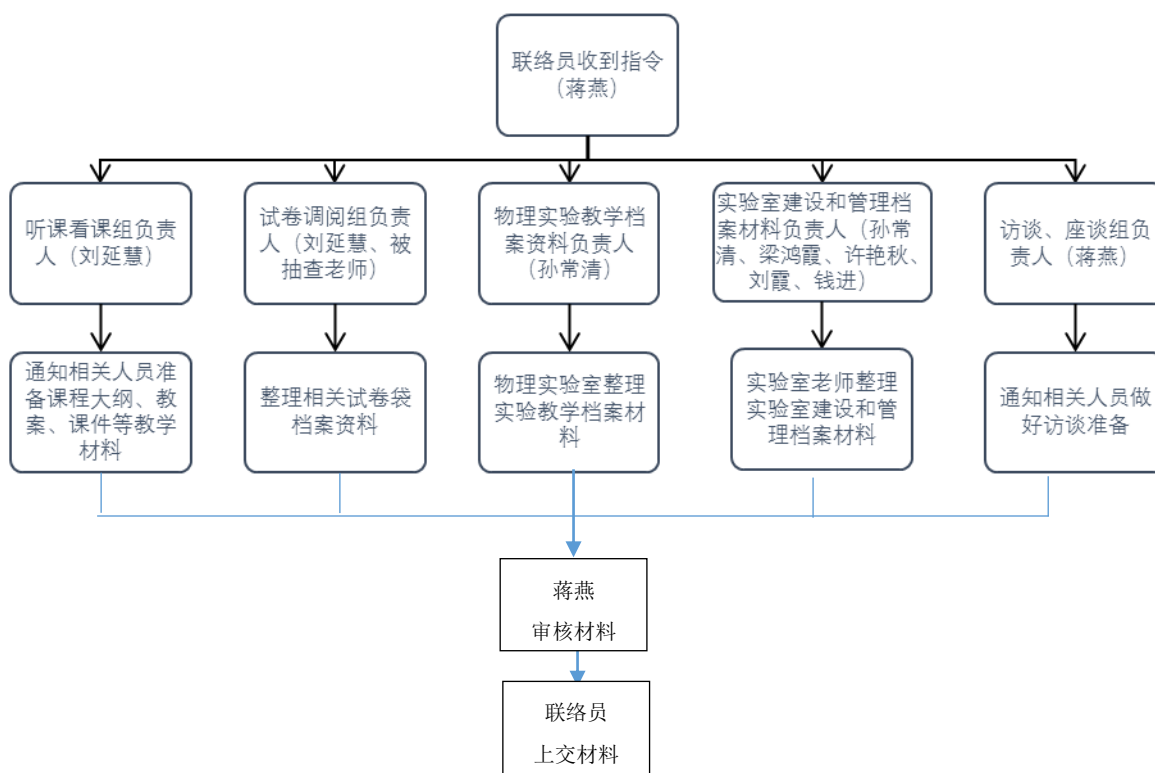 联络员收到指令
（蒋燕）
听课看课组负责
人（刘延慧）
试卷调阅组负责
人（刘延慧、被
抽查老师）
物理实验教学档
案资料负责人
（孙常清）
实验室建设和管理档
案材料负责人（孙常
清、梁鸿霞、许艳秋、
刘霞、钱进）
访谈、座谈组负
责人（蒋燕）
通知相关人员准
备课程大纲、教
案、课件等教学
材料
整理相关试卷袋
档案资料
物理实验室整理
实验教学档案材
料
实验室老师整理
实验室建设和管
理档案材料
通知相关人员做
好访谈准备
蒋燕
审核材料
联络员
上交材料